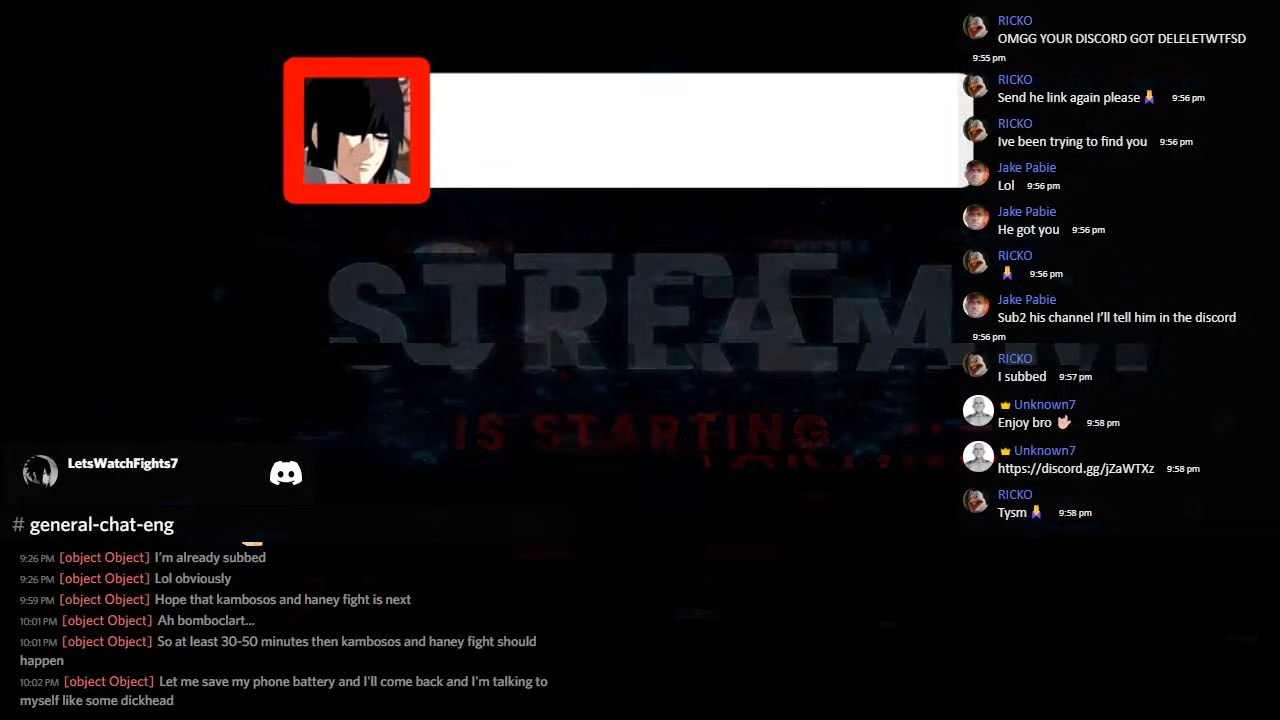 RICKO
OMGG YOUR DISCORD GOT DELELETWTFSD
9:55 pm
RICKO
Send he link again please 9:56 pm
RICKO
Ive been trying to find you 9:56 pm
Jake Pabie
Lol 9:56 pm
Jake Pabie
He got you 9:56 pm
RICKO
9:56 pm
Jake Pabie
Sub2 his channel I'll tell him in the discord
9:56 pm
RICKO
I subbed 9:57 pm
Unknown7
Enjoy bro 9:58 pm
Unknown7
https://discord.gg/jZaWTXz 9:58 pm
RICKO
Tysm 9:58 pm
STREAM
IS STARTING
LetsWatchFights7
# general-chat-eng
9:26 PM [object Object] I'm already subbed
9:26 PM [object Object] Lol obviously
9:59 PM [object Object] Hope that kambosos and haney fight is next
10:01 PM [object Object] Ah bomboclart...
10:01 PM [object Object] So at least 30-50 minutes then kambosos and haney fight should
happen
10:02 PM [object Object] Let me save my phone battery and I'll come back and I'm talking to
myself like some dickhead